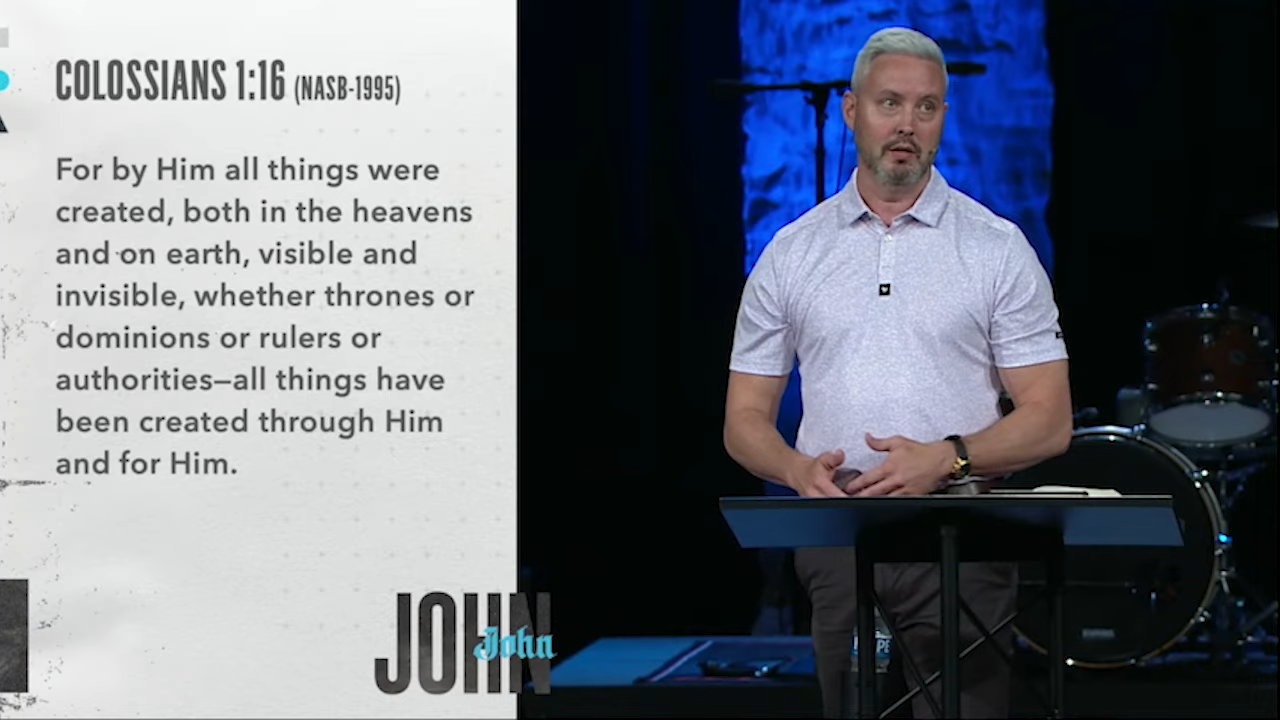 COLOSSIANS 1:16 (NASB-1995)
For by Him all things were
created, both in the heavens
and on earth, visible and
invisible, whether thrones or
dominions or rulers or
authorities—all things have
been created through Him
and for Him.
JOHN
John